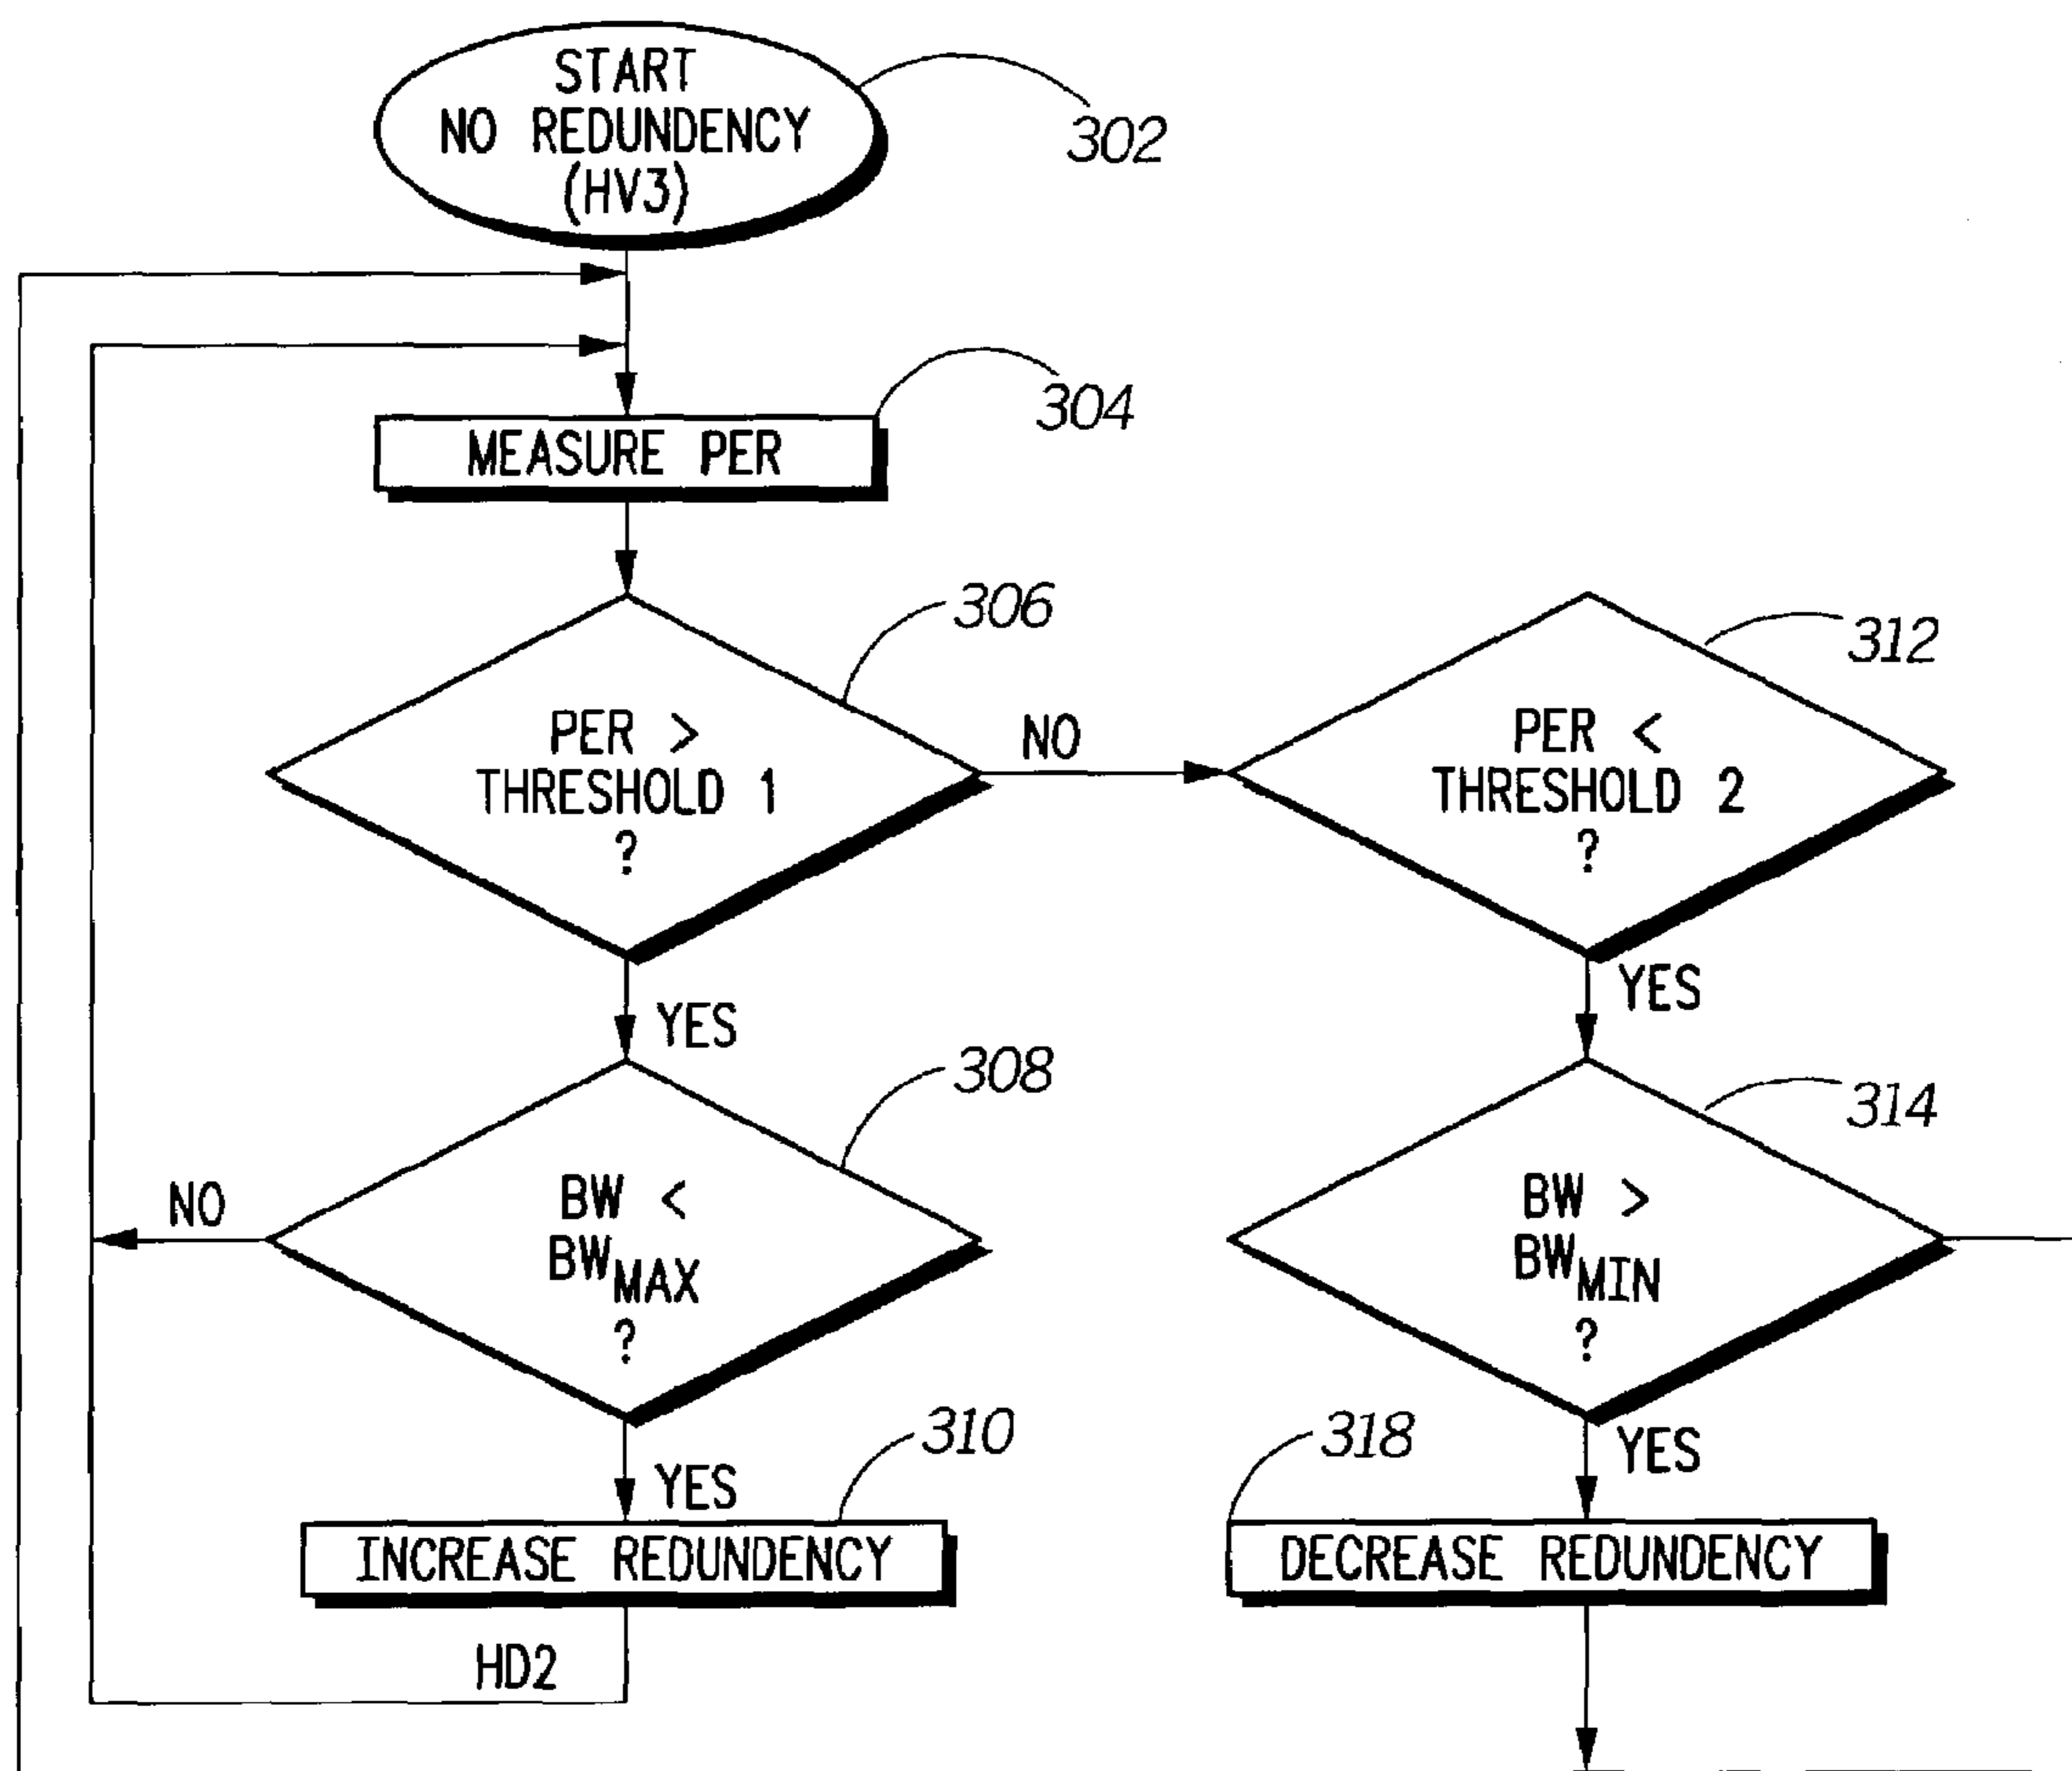 START
NO REDUNDENCY
(HV3)
302
MEASURE PER
304
PER >
THRESHOLD 1
?
306
NO
PER <
THRESHOLD 2
?
312
YES
YES
BW <
BWMAX
?
308
NO
BW >
BWMIN
?
314
YES
YES
INCREASE REDUNDENCY
310
DECREASE REDUNDENCY
318
HD2